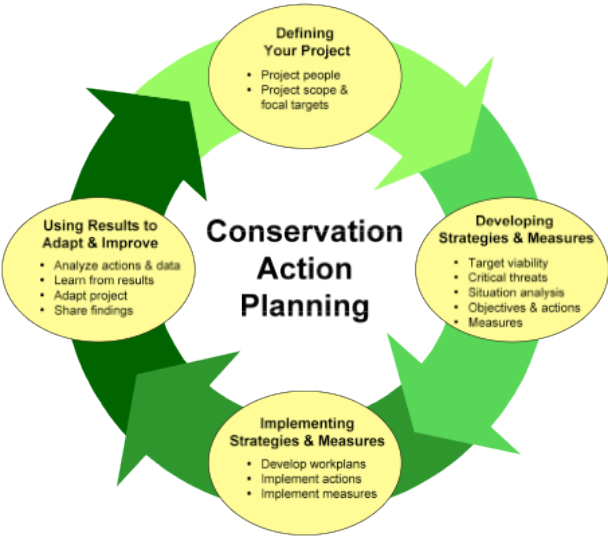 Defining
Your Project
• Project people
• Project scope &
focal targets
Developing
Strategies & Measures
• Target viability
• Critical threats
• Situation analysis
• Objectives & actions
• Measures
Implementing
Strategies & Measures
• Develop workplans
• Implement actions
• Implement measures
Using Results to
Adapt & Improve
• Analyze actions & data
• Learn from results
• Adapt project
• Share findings
Conservation
Action
Planning